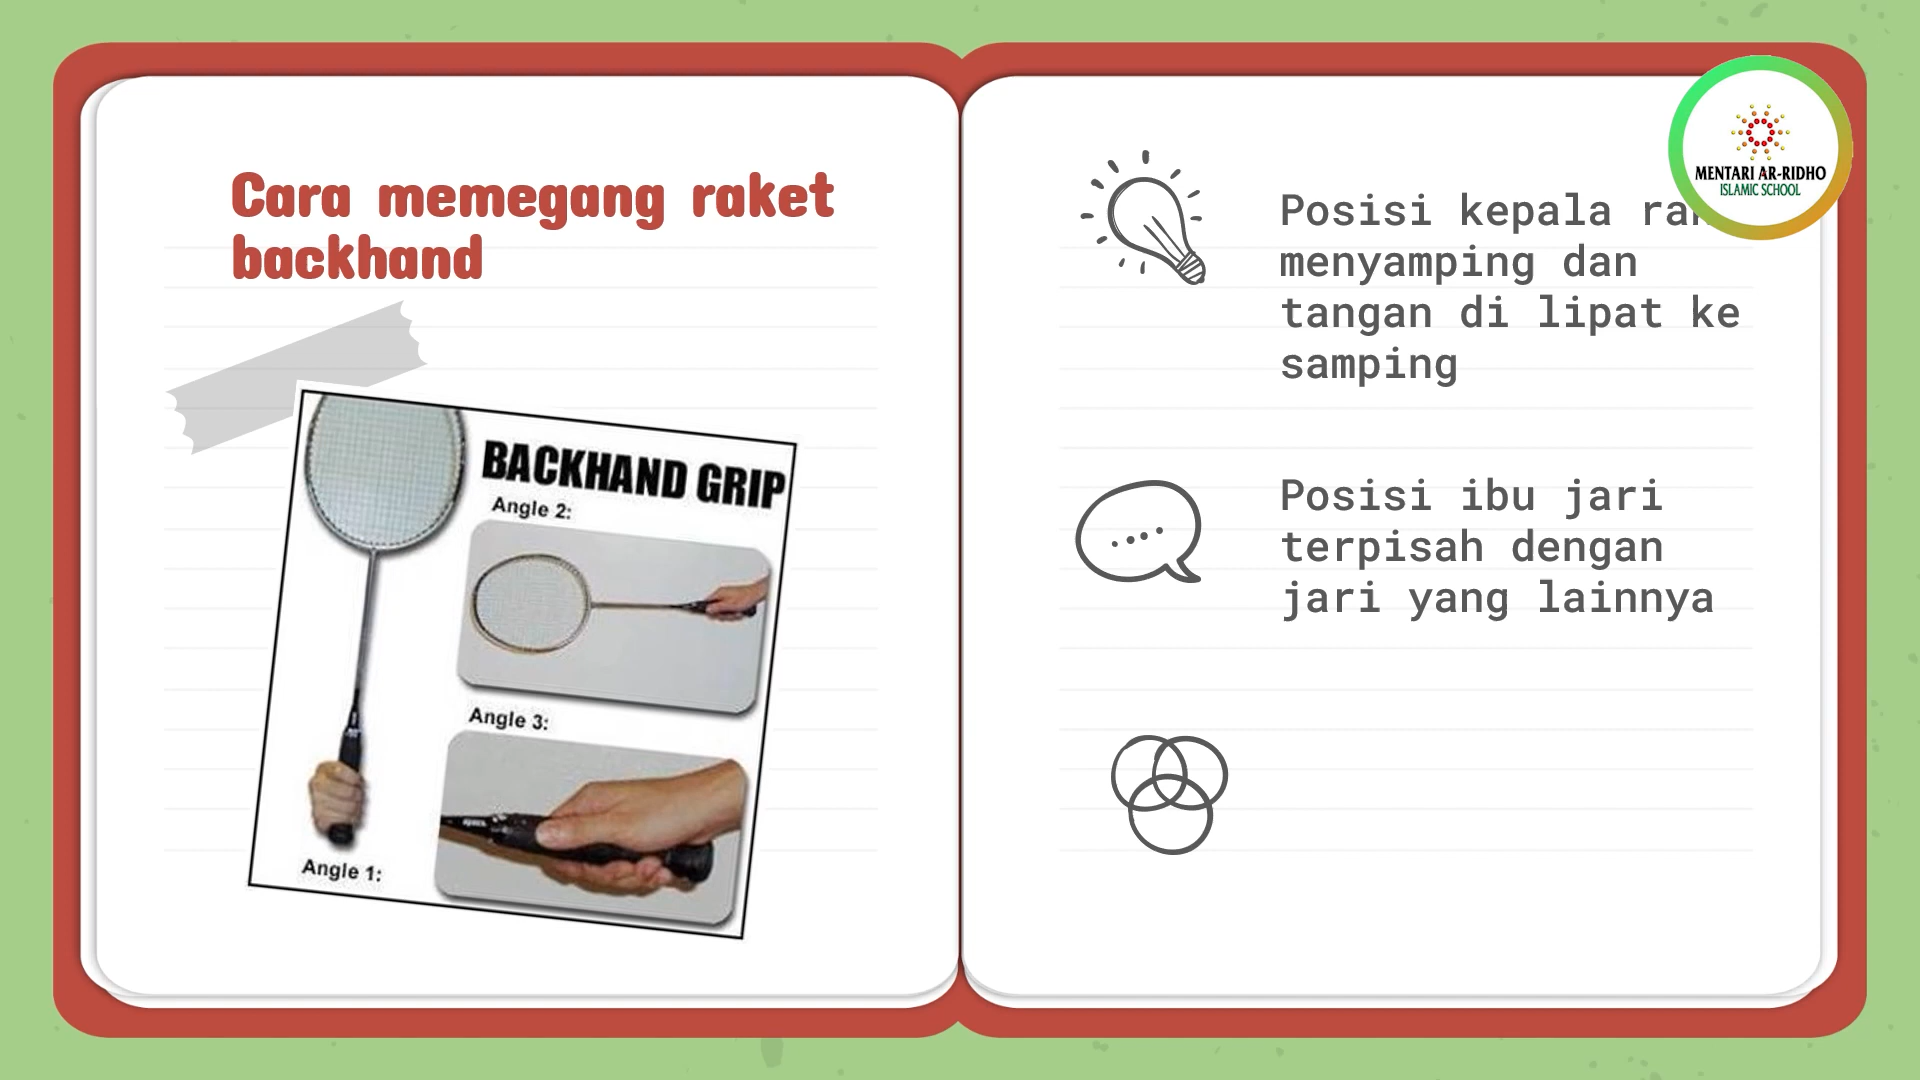 Cara memegang raket
backhand
BACKHAND GRIP
Angle 2:
Angle 3:
Angle 1:
MENTARI AR-RIDHO
ISLAMIC SCHOOL
Posisi kepala
menyamping dan
tangan di lipat ke
samping
Posisi ibu jari
terpisah dengan
jari yang lainnya